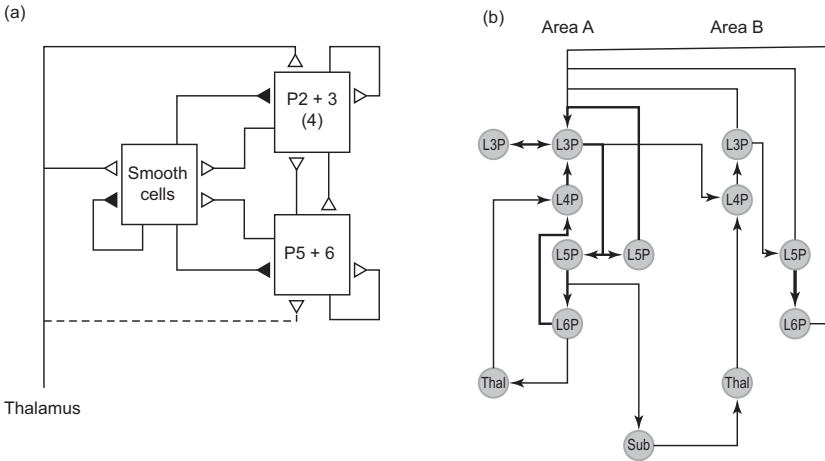 (a)
P2 + 3
(4)
Smooth
cells
P5 + 6
Thalamus
(b)
Area A
Area B
L3P
L3P
L3P
L4P
L4P
L5P
L5P
L5P
L6P
L6P
Thal
Thal
Sub